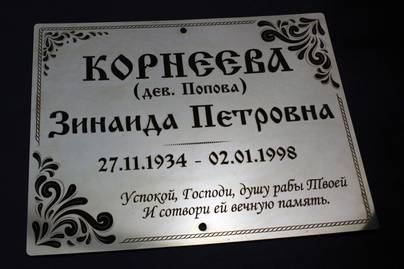 КОРНЕЕВА
(дев. Попова)
Зинаида Петровна
27.11.1934 - 02.01.1998
Успокой, Господи, душу рабы Твоей
И сотвори ей вечную память.